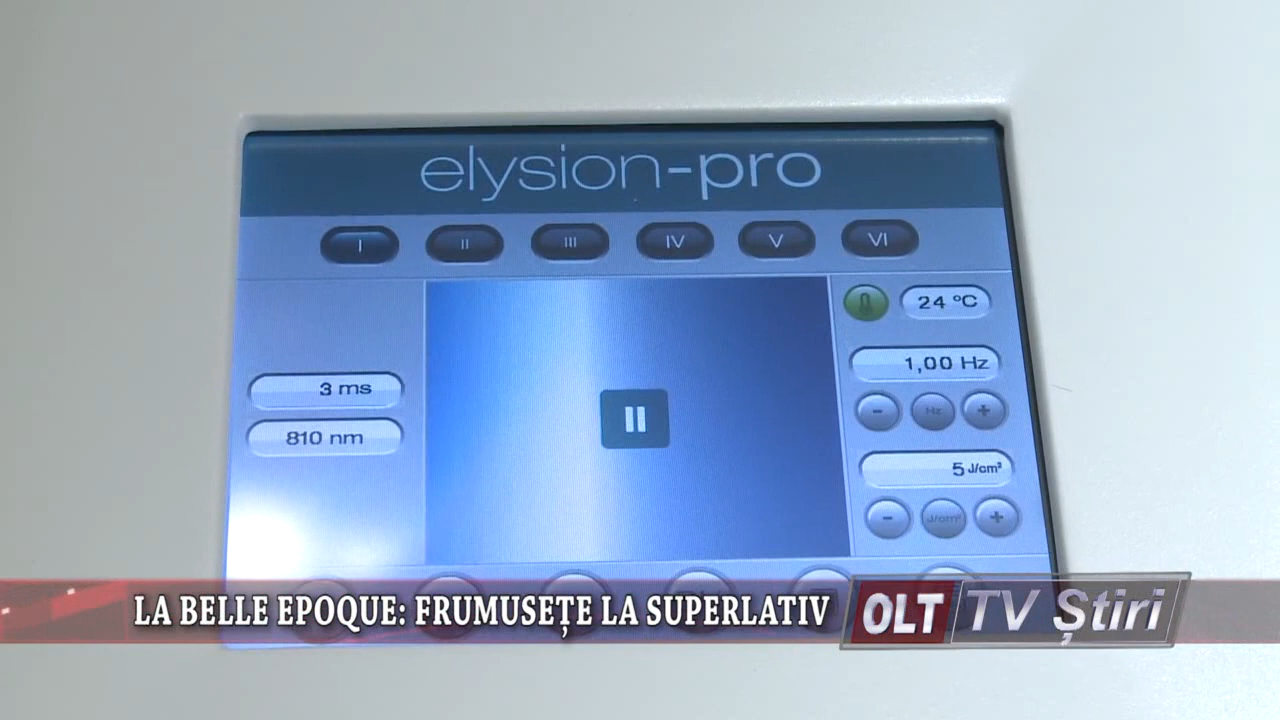 elysion-pro
I II III IV V VI
24 °C
1,00 Hz
3 ms
- Hz +
810 nm
5 J/cm²
- J/cm² +
LA BELLE EPOQUE: FRUMUSEȚE LA SUPERLATIV
OLT TV Știri